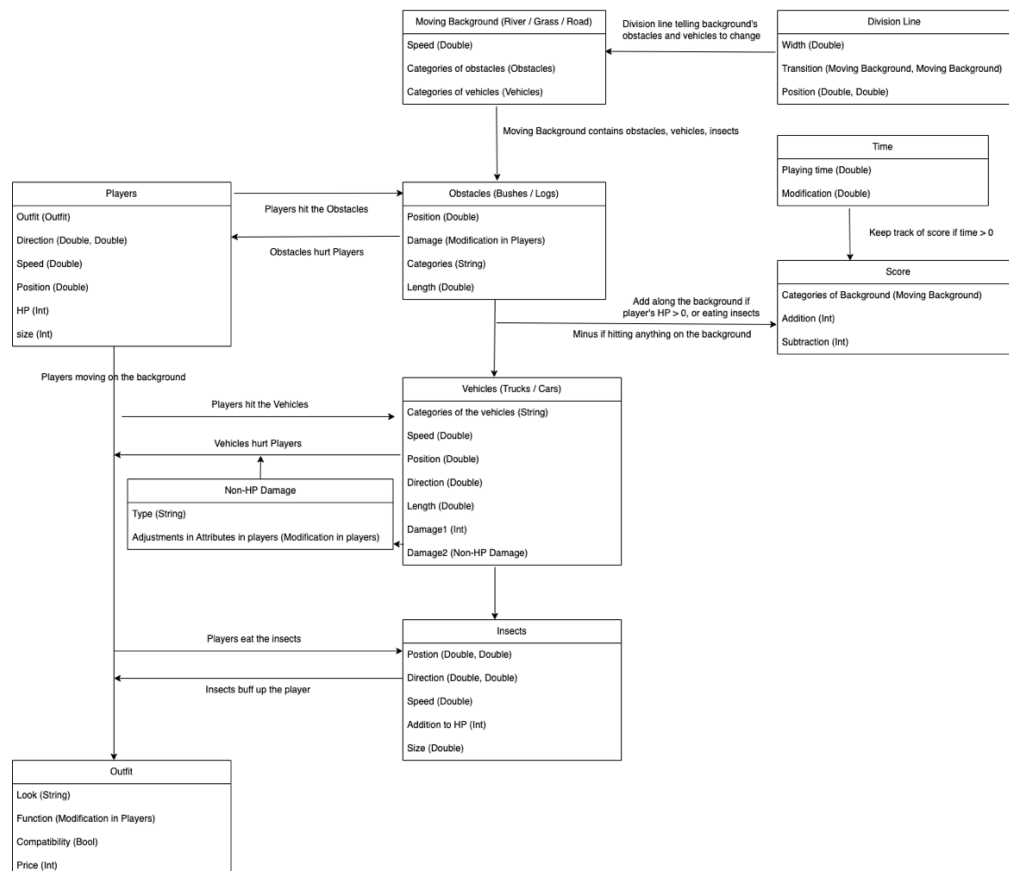 Moving Background (River / Grass / Road)
Speed (Double)
Categories of obstacles (Obstacles)
Categories of vehicles (Vehicles)
Division line telling background's
obstacles and vehicles to change
Division Line
Width (Double)
Transition (Moving Background, Moving Background)
Position (Double, Double)
Moving Background contains obstacles, vehicles, insects
Time
Playing time (Double)
Modification (Double)
Keep track of score if time > 0
Players
Outfit (Outfit)
Direction (Double, Double)
Speed (Double)
Position (Double)
HP (Int)
size (Int)
Players hit the Obstacles
Obstacles hurt Players
Obstacles (Bushes / Logs)
Position (Double)
Damage (Modification in Players)
Categories (String)
Length (Double)
Score
Categories of Background (Moving Background)
Addition (Int)
Subtraction (Int)
Add along the background if
player's HP > 0, or eating insects
Minus if hitting anything on the background
Players moving on the background
Players hit the Vehicles
Vehicles hurt Players
Vehicles (Trucks / Cars)
Categories of the vehicles (String)
Speed (Double)
Position (Double)
Direction (Double)
Length (Double)
Damage1 (Int)
Damage2 (Non-HP Damage)
Non-HP Damage
Type (String)
Adjustments in Attributes in players (Modification in players)
Players eat the insects
Insects buff up the player
Insects
Postion (Double, Double)
Direction (Double, Double)
Speed (Double)
Addition to HP (Int)
Size (Double)
Outfit
Look (String)
Function (Modification in Players)
Compatibility (Bool)
Price (Int)